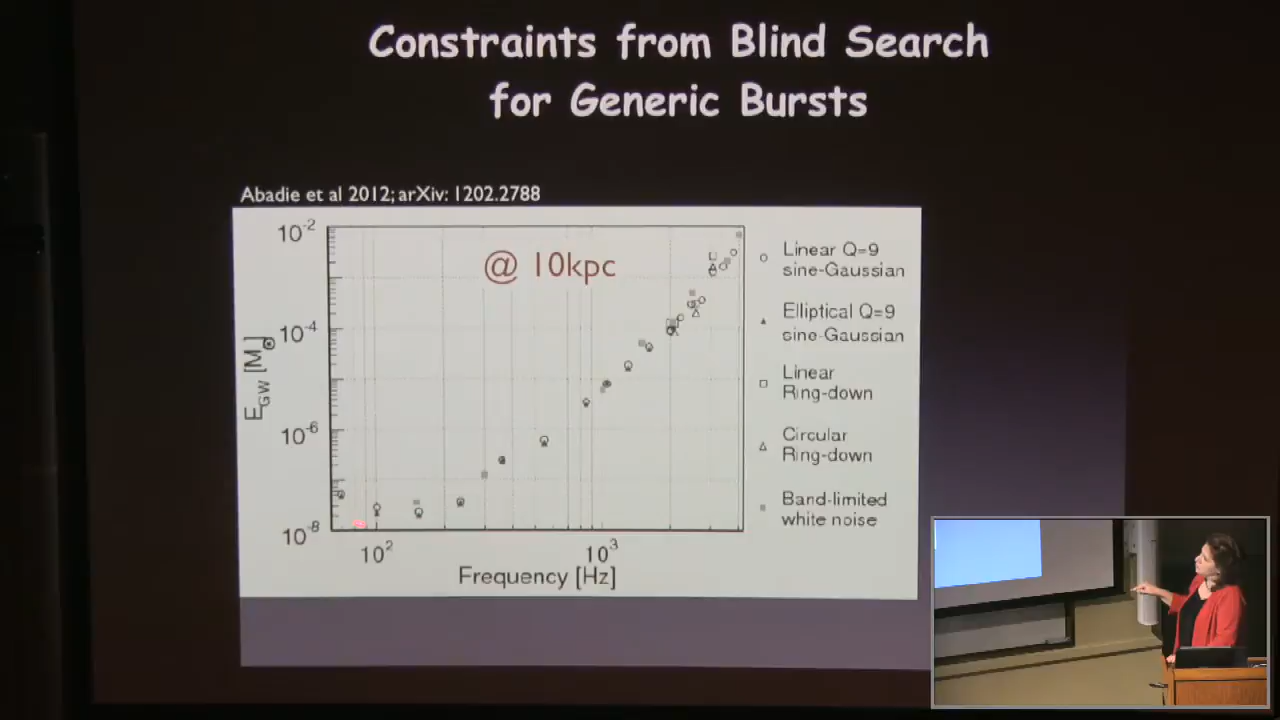 Constraints from Blind Search
for Generic Bursts
Abadie et al 2012; arXiv: 1202.2788
@ 10kpc
10⁻²
10⁻⁴
10⁻⁶
10⁻⁸
E_GW [M_⊙]
10²
10³
Frequency [Hz]
Linear Q=9
sine-Gaussian
Elliptical Q=9
sine-Gaussian
Linear
Ring-down
Circular
Ring-down
Band-limited
white noise